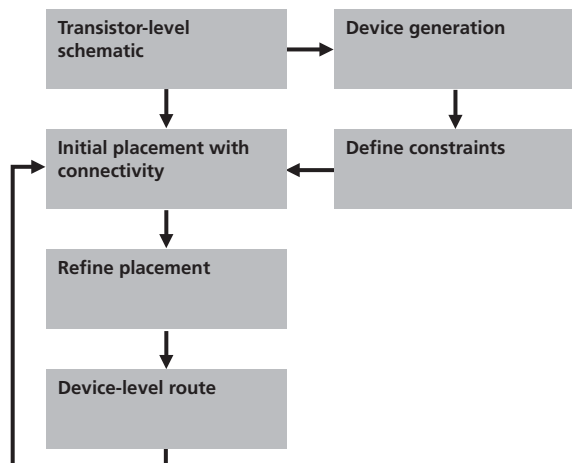 Transistor-level
schematic
Device generation
Initial placement with
connectivity
Define constraints
Refine placement
Device-level route